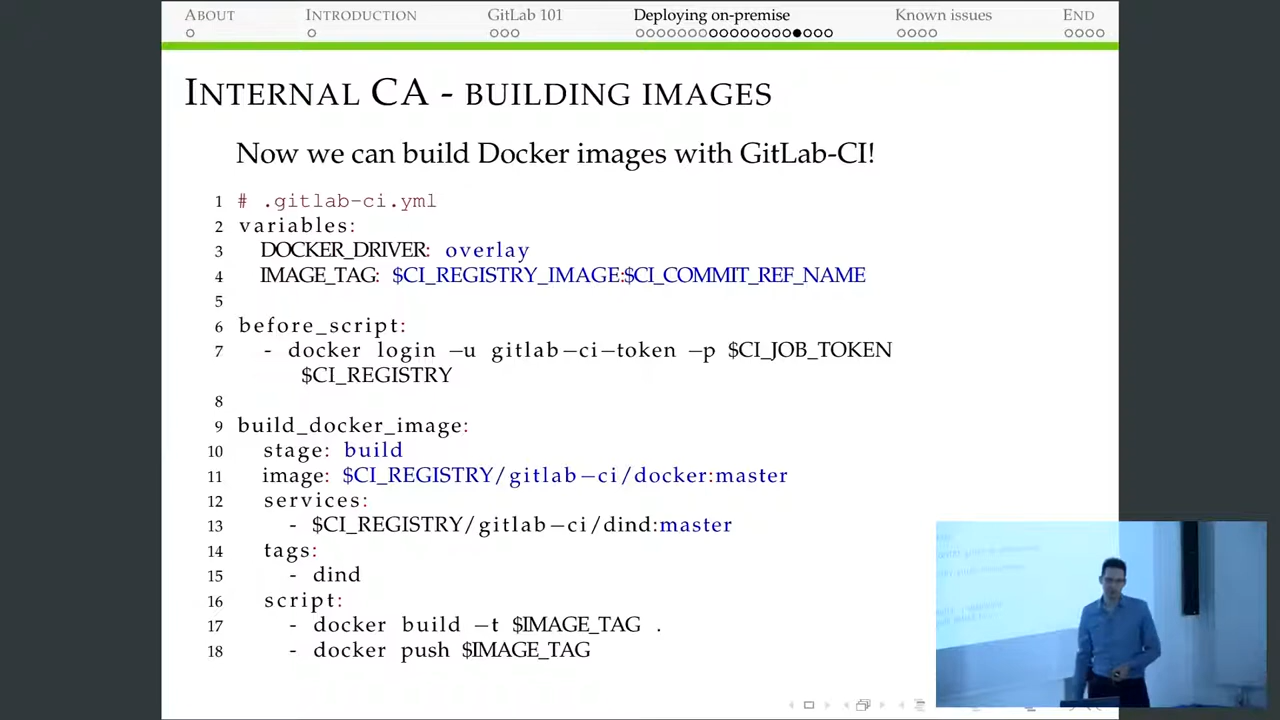 ABOUT INTRODUCTION GitLab 101 Deploying on-premise Known issues END
INTERNAL CA - BUILDING IMAGES
Now we can build Docker images with GitLab-CI!
1 # .gitlab-ci.yml
2 variables:
3 DOCKER_DRIVER: overlay
4 IMAGE_TAG: $CI_REGISTRY_IMAGE:$CI_COMMIT_REF_NAME
5
6 before_script:
7 - docker login −u gitlab−ci−token −p $CI_JOB_TOKEN
$CI_REGISTRY
8
9 build_docker_image:
10 stage: build
11 image: $CI_REGISTRY/gitlab−ci/docker:master
12 services:
13 - $CI_REGISTRY/gitlab−ci/dind:master
14 tags:
15 - dind
16 script:
17 - docker build −t $IMAGE_TAG .
18 - docker push $IMAGE_TAG